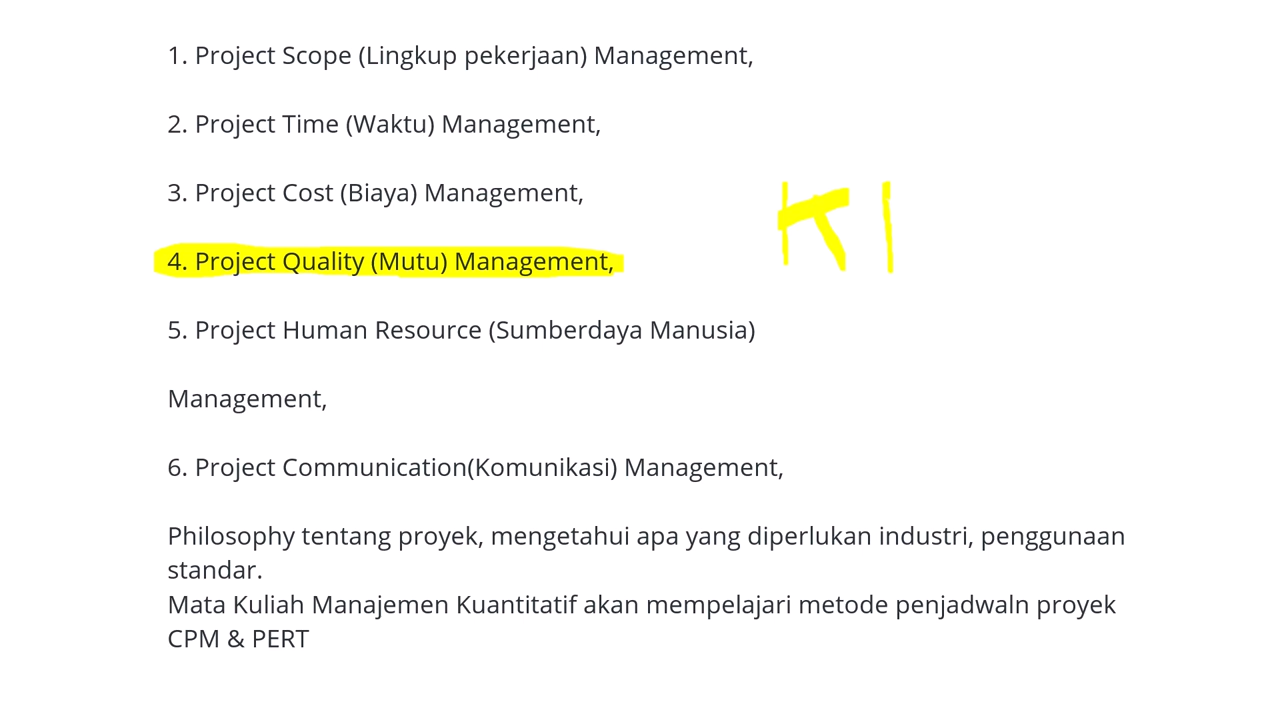 1. Project Scope (Lingkup pekerjaan) Management,
2. Project Time (Waktu) Management,
3. Project Cost (Biaya) Management,
K1
4. Project Quality (Mutu) Management,
5. Project Human Resource (Sumberdaya Manusia)
Management,
6. Project Communication(Komunikasi) Management,
Philosophy tentang proyek, mengetahui apa yang diperlukan industri, penggunaan
standar.
Mata Kuliah Manajemen Kuantitatif akan mempelajari metode penjadwaln proyek
CPM & PERT